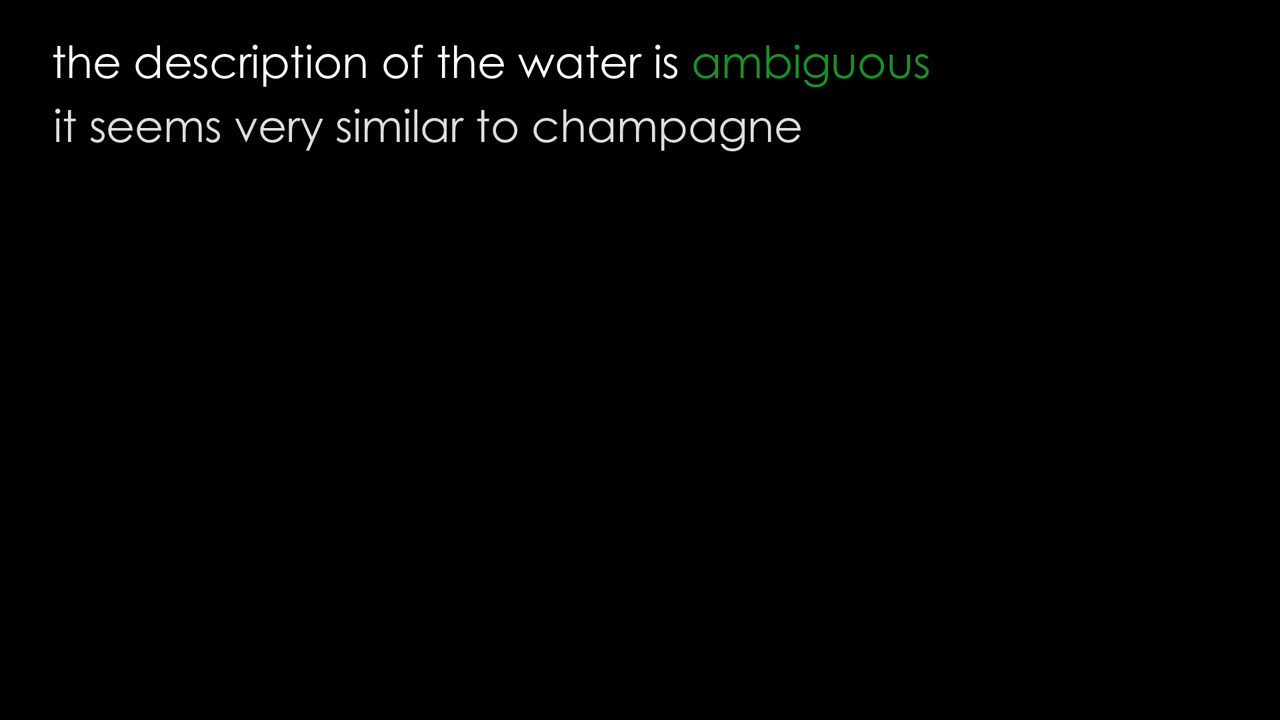 the description of the water is ambiguous
it seems very similar to champagne